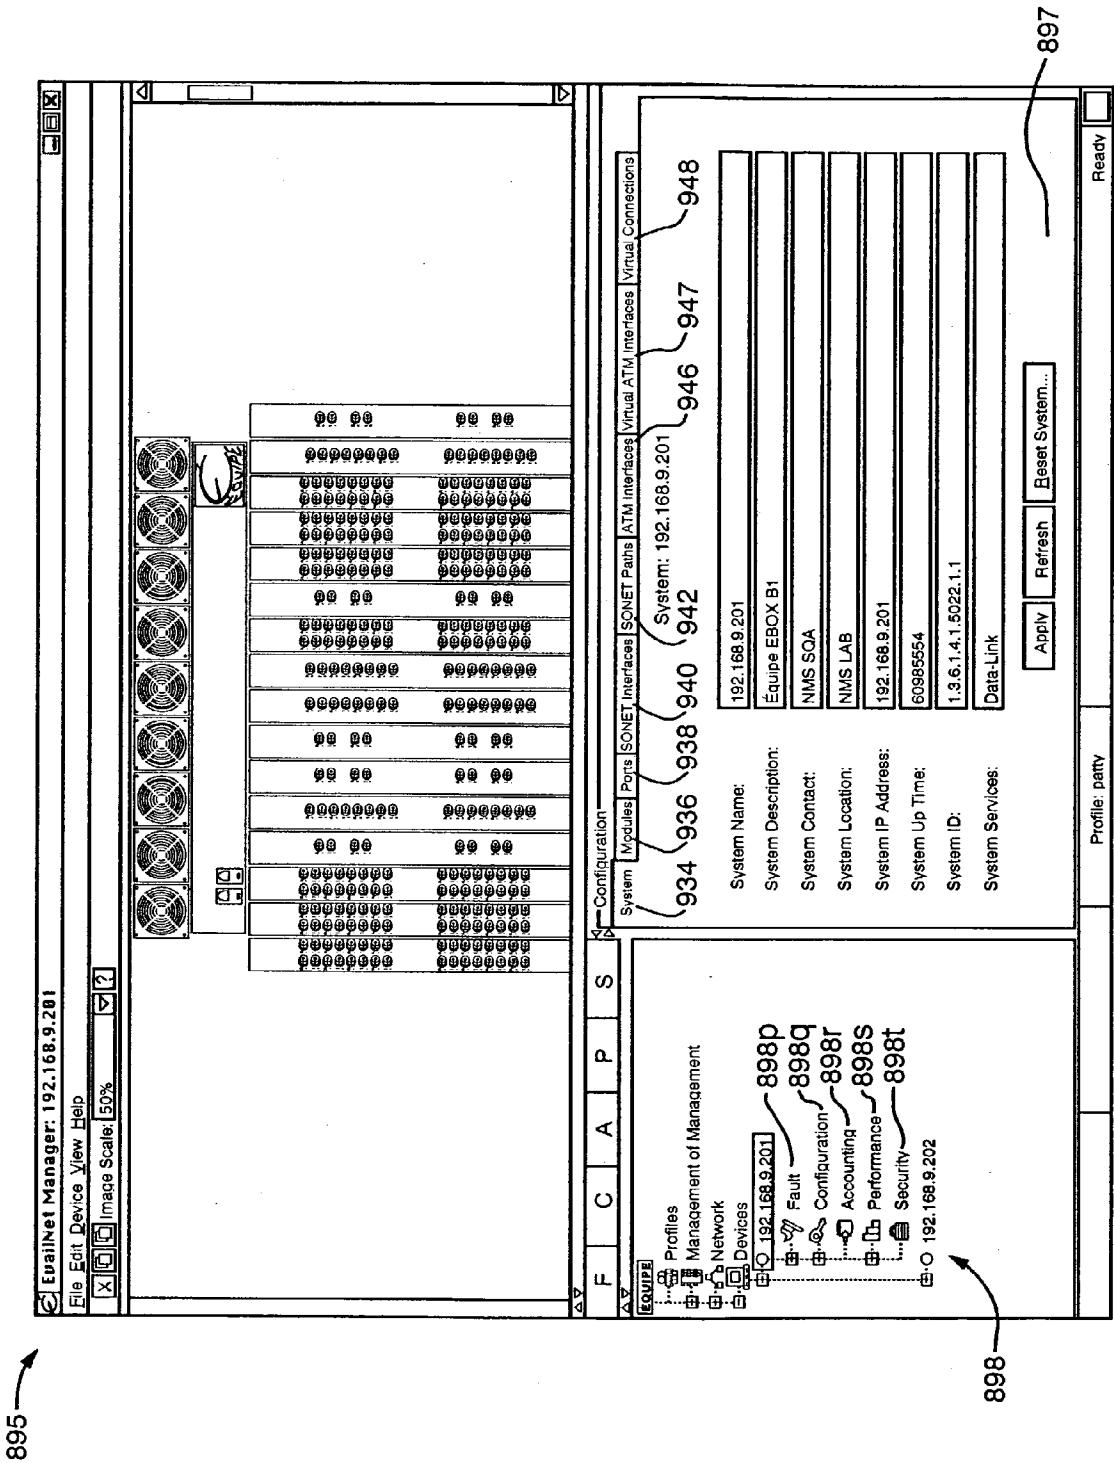 895
EvailNet Manager: 192.168.9.201
File Edit Device View Help
Image Scale: 50%
?
EQUIPE
F C A P S
EQUIPE
Profiles
Management of Management
Network
Devices
192.168.9.201
Fault
Configuration
Accounting
Performance
Security
192.168.9.202
898p
898q
898r
898s
898t
898
Configuration
System Modules Ports SONET Interfaces SONET Paths ATM Interfaces Virtual ATM Interfaces Virtual Connections
934 936 938 940 942 946 947 948
System: 192.168.9.201
System Name: 192.168.9.201
System Description: Équipe EBOX B1
System Contact: NMS SQA
System Location: NMS LAB
System IP Address: 192.168.9.201
System Up Time: 60985554
System ID: 1.3.6.1.4.1.5022.1.1
System Services: Data-Link
Apply Refresh Reset System...
897
Profile: patty
Ready